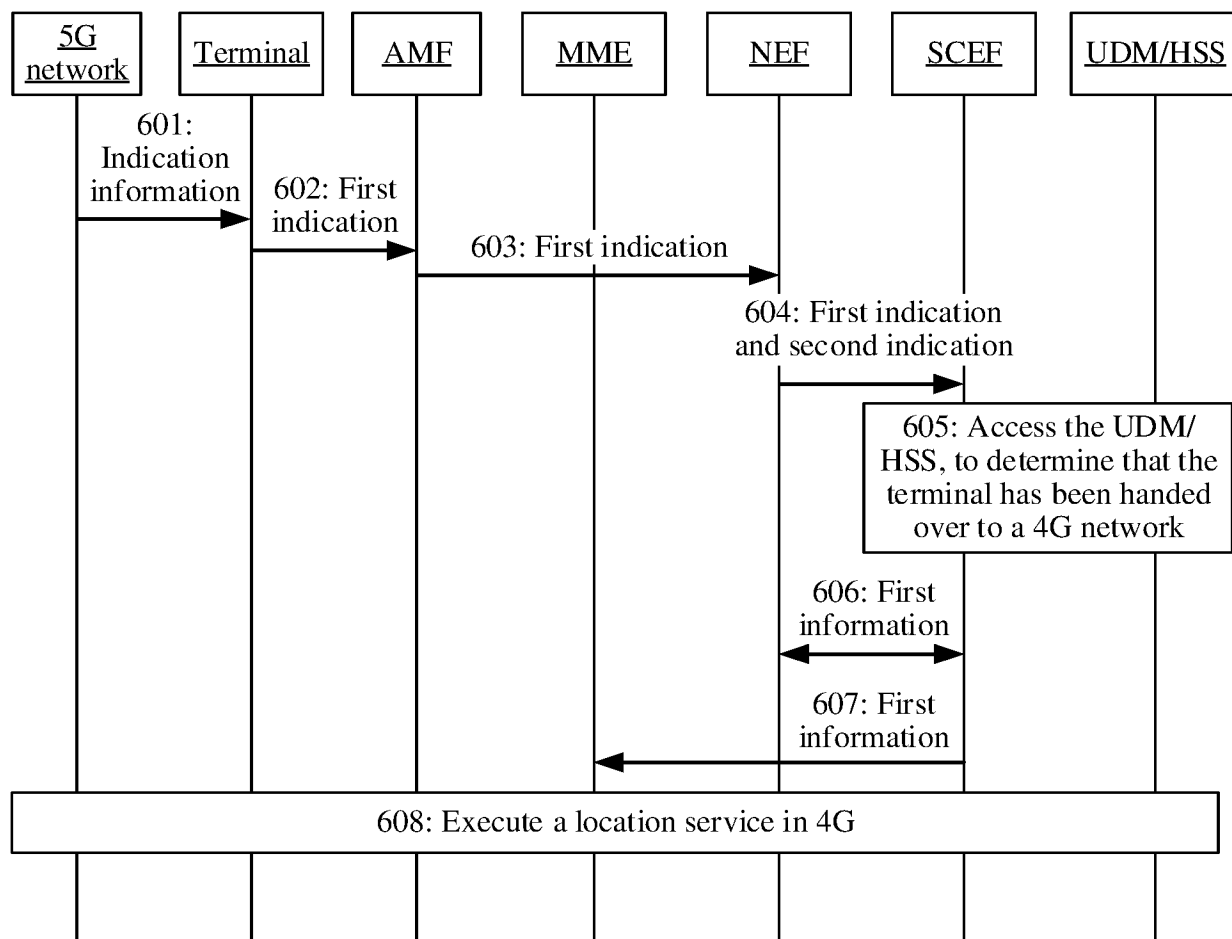 5G
network
Terminal
AMF
MME
NEF
SCEF
UDM/HSS
601:
Indication
information
602: First
indication
603: First indication
604: First indication
and second indication
605: Access the UDM/
HSS, to determine that the
terminal has been handed
over to a 4G network
606: First
information
607: First
information
608: Execute a location service in 4G